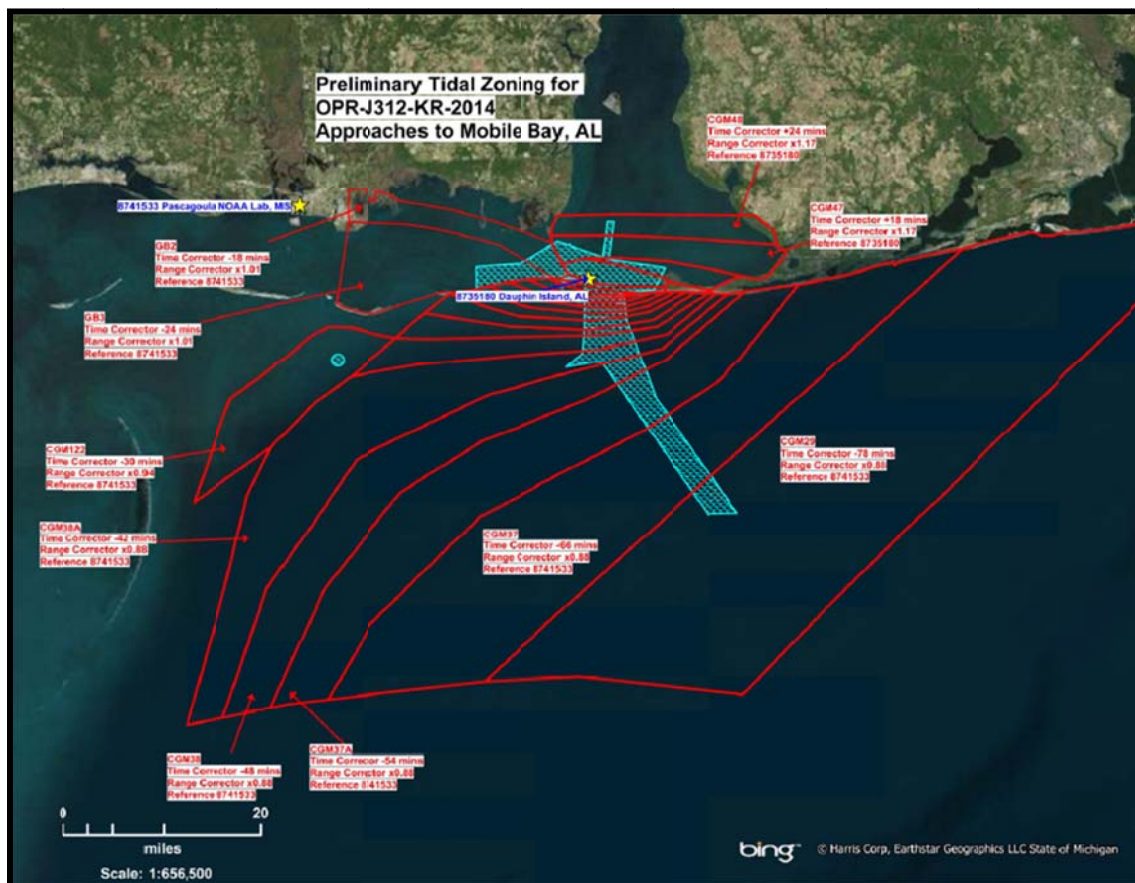 Preliminary Tidal Zoning for
OPR-J312-KR-2014
Approaches to Mobile Bay, AL
CGM48
Time Corrector +24 mins
Range Corrector x1.17
Reference 8735180
8741533 Pascagoula NOAA Lab, MS
CGM47
Time Corrector +18 mins
Range Corrector x1.17
Reference 8735180
GB2
Time Corrector -18 mins
Range Corrector x1.01
Reference 8741533
8735180 Dauphin Island, AL
GB3
Time Corrector -24 mins
Range Corrector x1.01
Reference 8741533
CGM122
Time Corrector -30 mins
Range Corrector x0.94
Reference 8741533
CGM29
Time Corrector -78 mins
Range Corrector x0.88
Reference 8741533
CGM38A
Time Corrector -42 mins
Range Corrector x0.88
Reference 8741533
CGM37
Time Corrector -66 mins
Range Corrector x0.88
Reference 8741533
CGM38
Time Corrector -48 mins
Range Corrector x0.88
Reference 8741533
CGM37A
Time Corrector -54 mins
Range Corrector x0.88
Reference 8741533
0 20
miles
Scale: 1:656,500
bing
© Harris Corp, Earthstar Geographics LLC State of Michigan